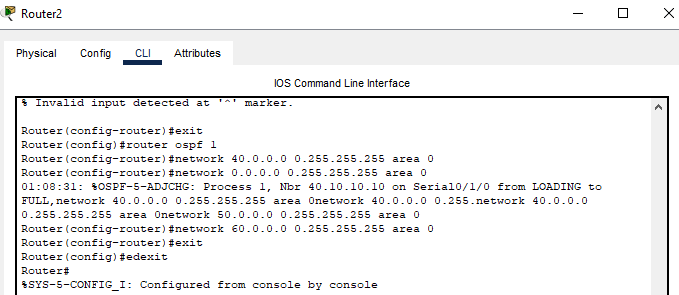 Router2
Physical Config CLI Attributes
IOS Command Line Interface
% Invalid input detected at '^' marker.
Router(config-router)#exit
Router(config)#router ospf 1
Router(config-router)#network 40.0.0.0 0.255.255.255 area 0
Router(config-router)#network 0.0.0.0 0.255.255.255 area 0
01:08:31: %OSPF-5-ADJCHG: Process 1, Nbr 40.10.10.10 on Serial0/1/0 from LOADING to
FULL,network 40.0.0.0 0.255.255.255 area 0network 40.0.0.0 0.255.network 40.0.0.0
0.255.255.255 area 0network 50.0.0.0 0.255.255.255 area 0
Router(config-router)#network 60.0.0.0 0.255.255.255 area 0
Router(config-router)#exit
Router(config)#edexit
Router#
%SYS-5-CONFIG_I: Configured from console by console